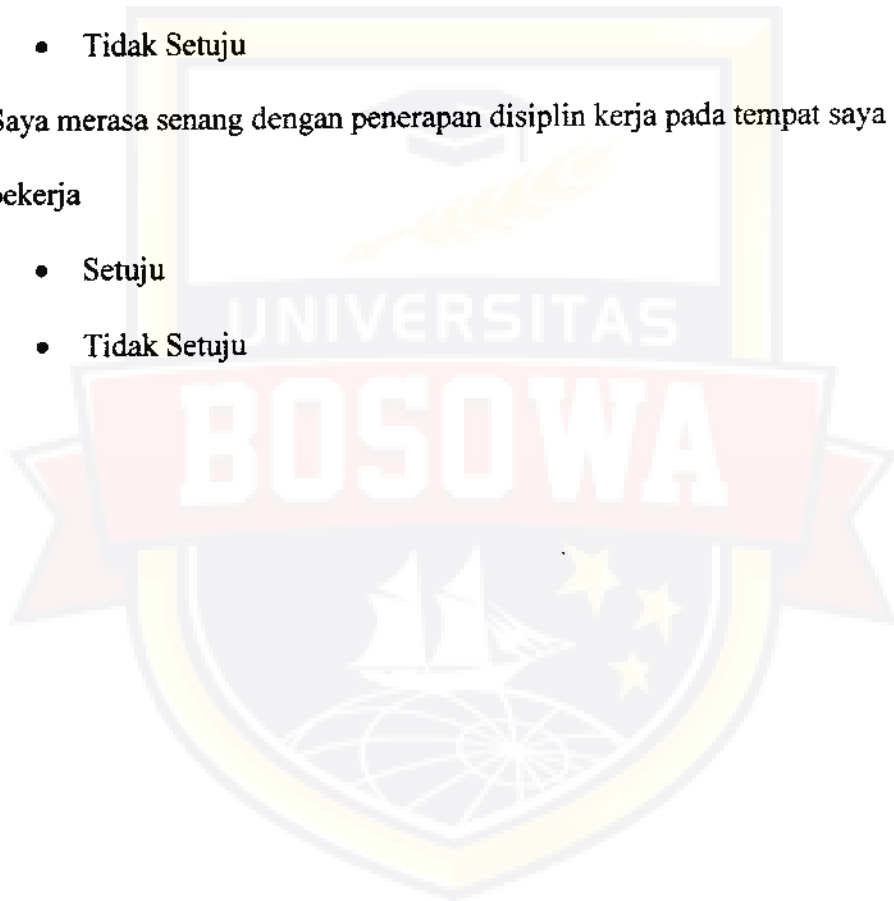 • Tidak Setuju
Saya merasa senang dengan penerapan disiplin kerja pada tempat saya
bekerja
• Setuju
• Tidak Setuju
UNIVERSITAS
BOSOWA